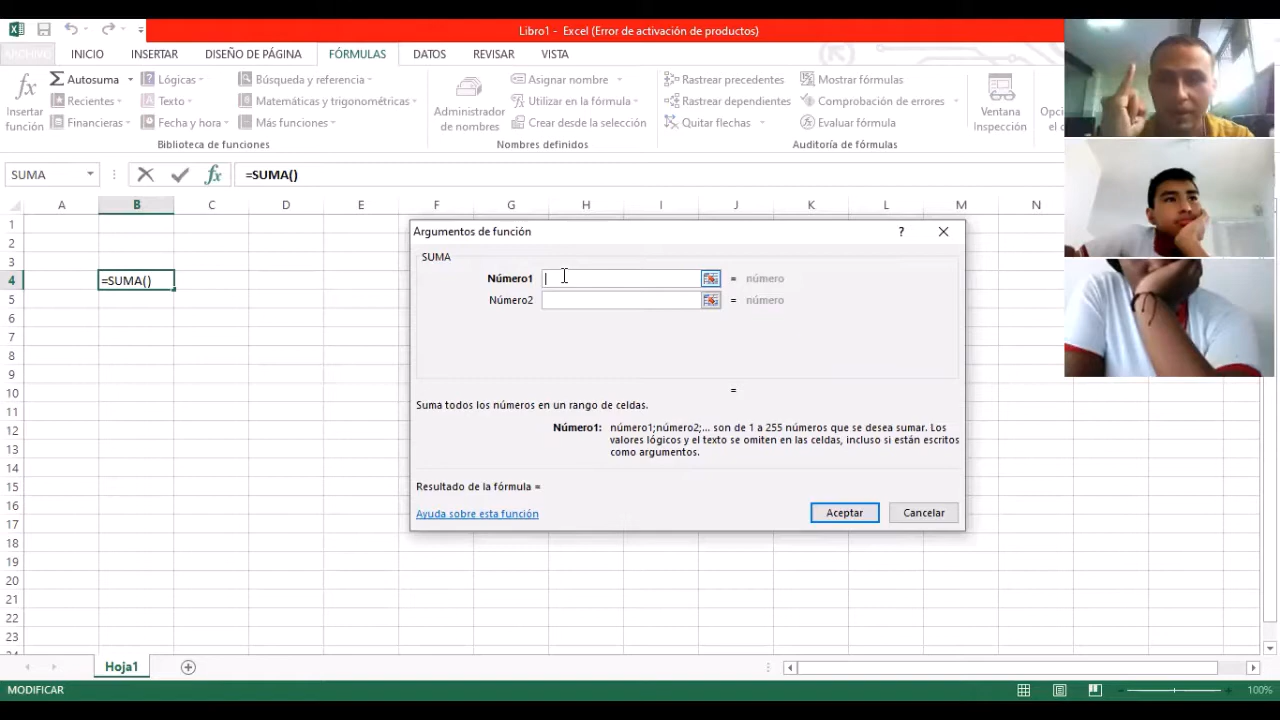 Libro1 - Excel (Error de activación de productos)
ARCHIVO INICIO INSERTAR DISEÑO DE PÁGINA FÓRMULAS DATOS REVISAR VISTA
Insertar función
Autosuma
Recientes
Financieras
Lógicas
Texto
Fecha y hora
Búsqueda y referencia
Matemáticas y trigonométricas
Más funciones
Biblioteca de funciones
Administrador de nombres
Asignar nombre
Utilizar en la fórmula
Crear desde la selección
Nombres definidos
Rastrear precedentes
Rastrear dependientes
Quitar flechas
Mostrar fórmulas
Comprobación de errores
Evaluar fórmula
Auditoría de fórmulas
Ventana
Inspección
SUMA fx =SUMA()
A B C D E F G H I J K L M N
1
2
3
4 =SUMA()
5
6
7
8
9
10
11
12
13
14
15
16
17
18
19
20
21
22
23
Argumentos de función ?
SUMA
Número1 = número
Número2 = número
=
Suma todos los números en un rango de celdas.
Número1: número1;número2;... son de 1 a 255 números que se desea sumar. Los
valores lógicos y el texto se omiten en las celdas, incluso si están escritos
como argumentos.
Resultado de la fórmula =
Ayuda sobre esta función Aceptar Cancelar
Hoja1
MODIFICAR 100%